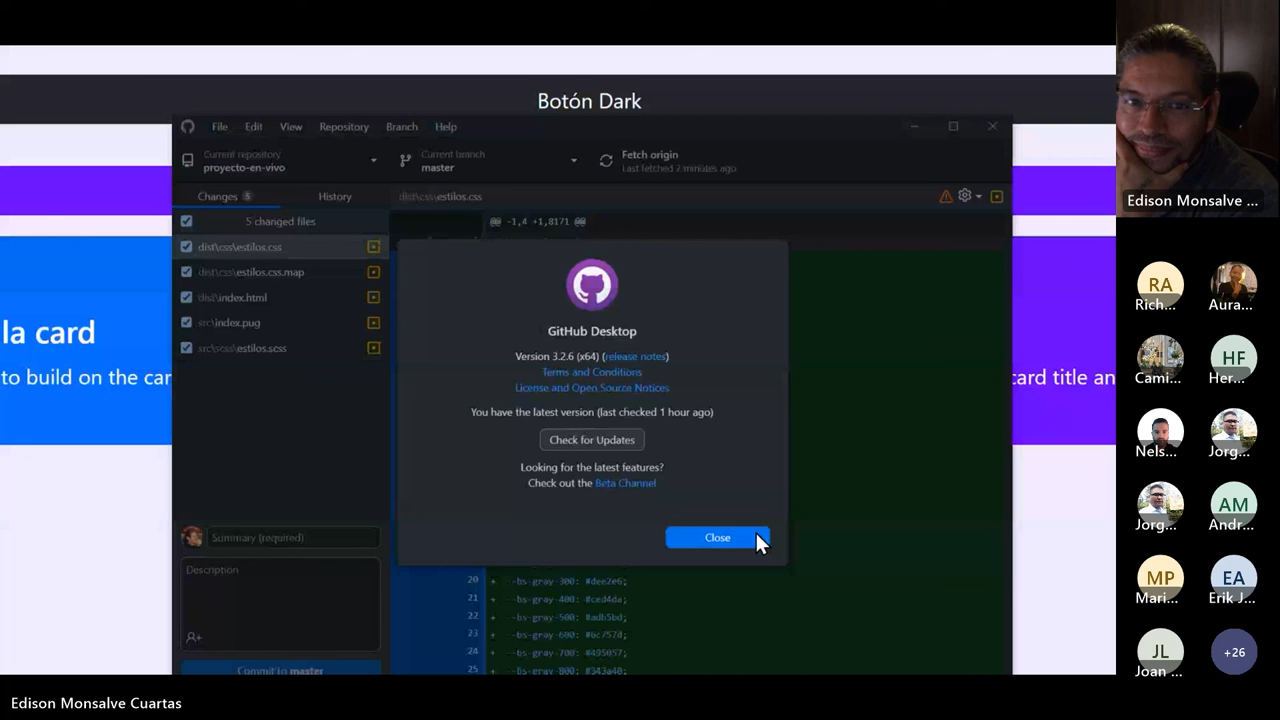 Botón Dark
File Edit View Repository Branch Help
Current repository
proyecto-en-vivo
Current branch
master
Fetch origin
Last fetched 2 minutes ago
Changes 5 History
dist\css\estilos.css
5 changed files
@@ -1,4 +1,8171 @@
dist\css\estilos.css
dist\css\estilos.css.map
dist\index.html
src\index.pug
src\scss\estilos.scss
la card
to build on the car
card title an
GitHub Desktop
Version 3.2.6 (x64) (release notes)
Terms and Conditions
License and Open Source Notices
You have the latest version (last checked 1 hour ago)
Check for Updates
Looking for the latest features?
Check out the Beta Channel
Close
Summary (required)
Description
Commit to master
20 + --bs-gray-300: #dee2e6;
21 + --bs-gray-400: #ced4da;
22 + --bs-gray-500: #adb5bd;
23 + --bs-gray-600: #6c757d;
24 + --bs-gray-700: #495057;
25 + --bs-gray-800: #343a40;
Edison Monsalve ...
RA
Rich...
Aura...
Cami...
HF
Her...
Nels...
Jorg...
Jorg...
AM
Andr...
MP
Mari...
EA
Erik J...
JL
Joan ...
+26
Edison Monsalve Cuartas